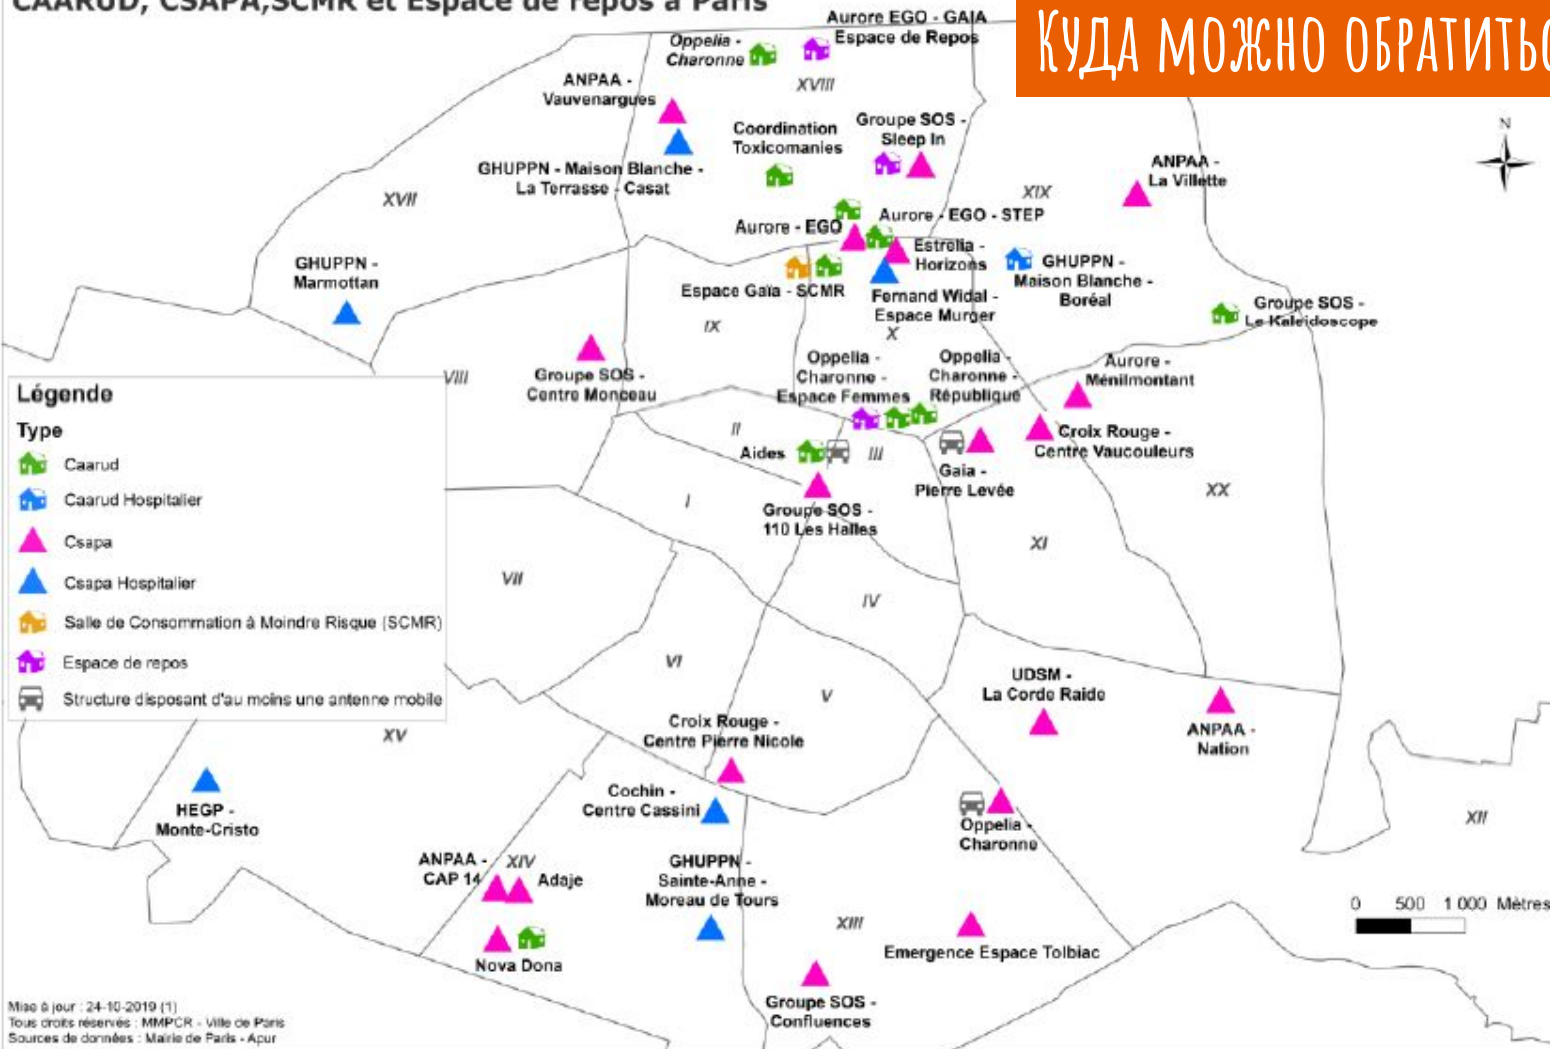 CAARUD, CSAPA,SCMR et Espace de repos à Paris
КУДА МОЖНО ОБРАТИТЬС
Aurore EGO - GAIA
Espace de Repos
Oppelia -
Charonne
XVIII
ANPAA -
Vauvenargues
Coordination
Toxicomanies
Groupe SOS -
Sleep In
N
GHUPPN - Maison Blanche -
La Terrasse - Casat
ANPAA -
La Villette
XVII
XIX
Aurore - EGO
Aurore - EGO - STEP
Estrelia -
Horizons
GHUPPN -
Marmottan
GHUPPN -
Maison Blanche -
Boréal
Espace Gaïa - SCMR
Fernand Widal -
Espace Murger
Groupe SOS -
Le Kaleidoscope
IX
X
VIII
Groupe SOS -
Centre Monceau
Oppelia -
Charonne -
Espace Femmes
Oppelia -
Charonne -
République
Aurore -
Ménilmontant
Légende
Type
Caarud
Caarud Hospitalier
Csapa
Csapa Hospitalier
Salle de Consommation à Moindre Risque (SCMR)
Espace de repos
Structure disposant d'au moins une antenne mobile
II
Aides
III
Croix Rouge -
Centre Vaucouleurs
Gaia -
Pierre Levée
I
Groupe SOS -
110 Les Halles
XX
XI
VII
IV
VI
V
UDSM -
La Corde Raide
ANPAA -
Nation
XV
Croix Rouge -
Centre Pierre Nicole
HEGP -
Monte-Cristo
Cochin -
Centre Cassini
Oppelia -
Charonne
XII
ANPAA -
CAP 14
XIV
Adaje
GHUPPN -
Sainte-Anne -
Moreau de Tours
Nova Dona
XIII
Emergence Espace Tolbiac
0 500 1 000 Mètres
Groupe SOS -
Confluences
Mise à jour : 24-10-2019 (1)
Tous droits réservés : MMPCR - Ville de Paris
Sources de données : Mairie de Paris - Apur